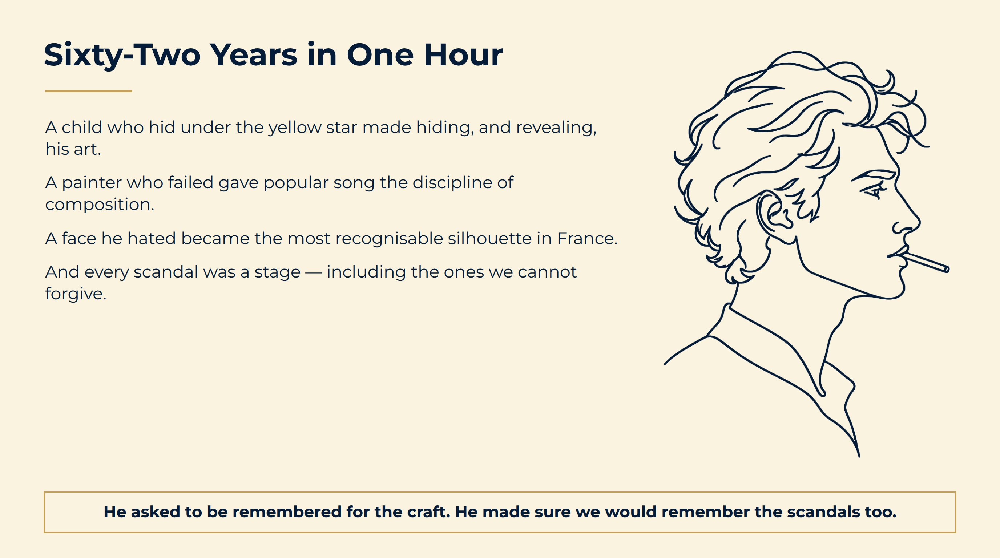 Sixty-Two Years in One Hour
A child who hid under the yellow star made hiding, and revealing,
his art.
A painter who failed gave popular song the discipline of
composition.
A face he hated became the most recognisable silhouette in France.
And every scandal was a stage — including the ones we cannot
forgive.
He asked to be remembered for the craft. He made sure we would remember the scandals too.